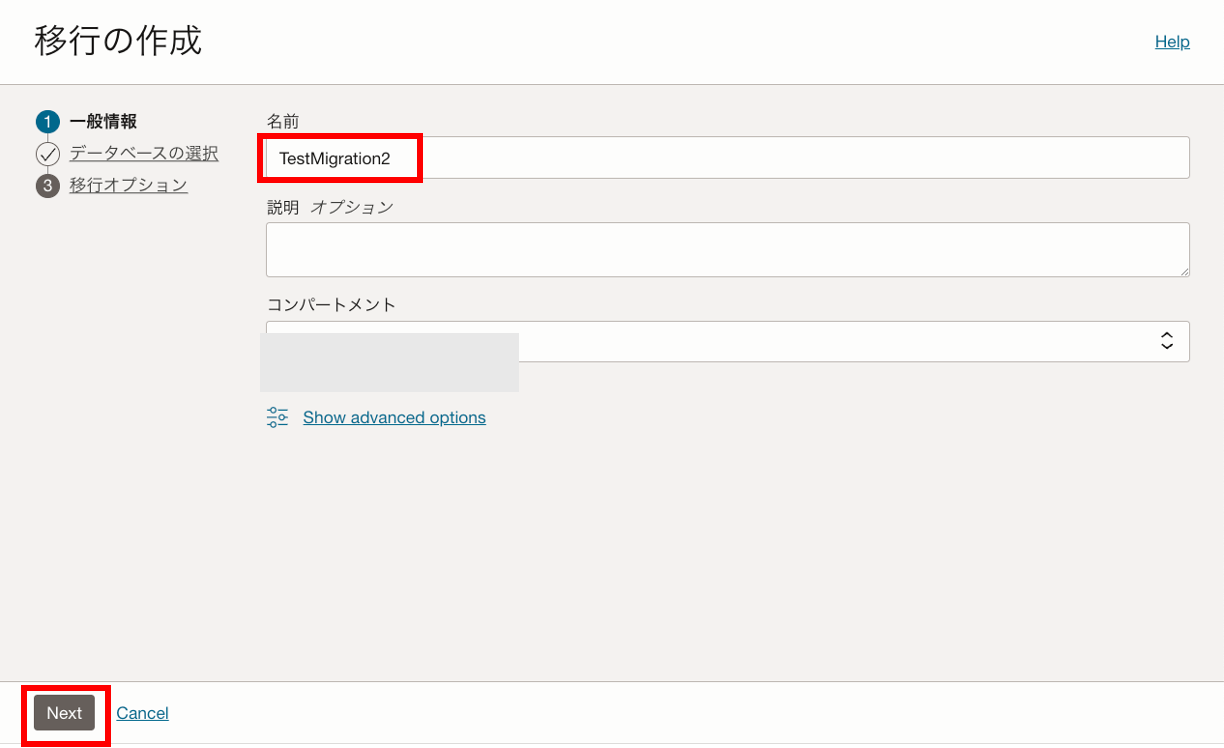 移行の作成
Help
1 一般情報
データベースの選択
3 移行オプション
名前
TestMigration2
説明 オプション
コンパートメント
Show advanced options
Next Cancel